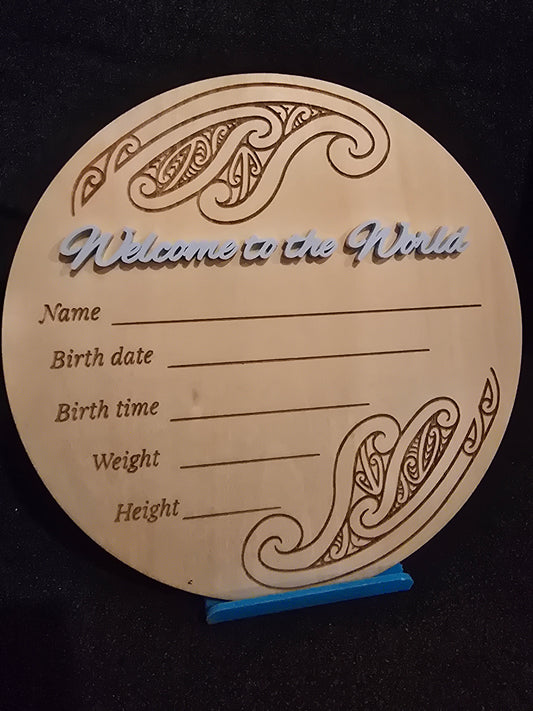 Welcome to the World
Name
Birth date
Birth time
Weight
Height